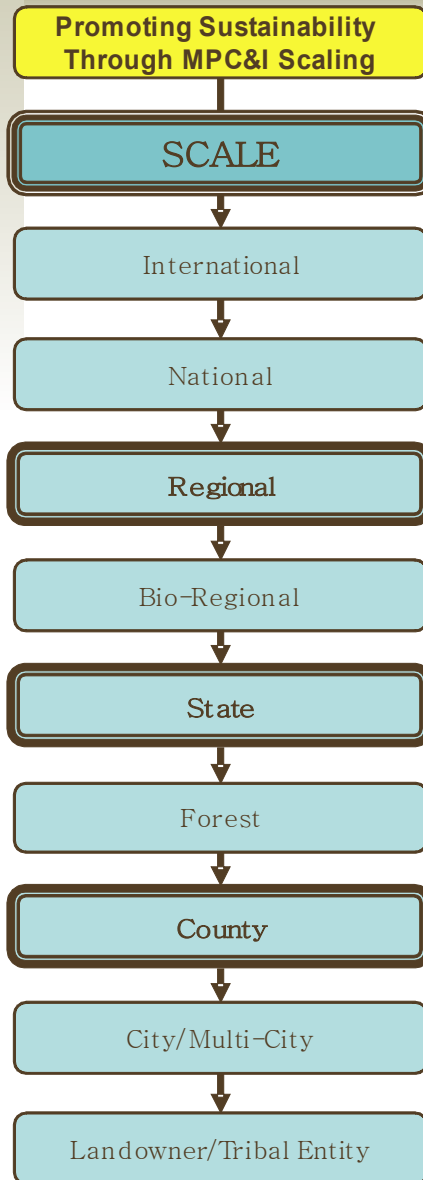 Promoting Sustainability
Through MPC&I Scaling
SCALE
International
National
Regional
Bio-Regional
State
Forest
County
City/Multi-City
Landowner/Tribal Entity